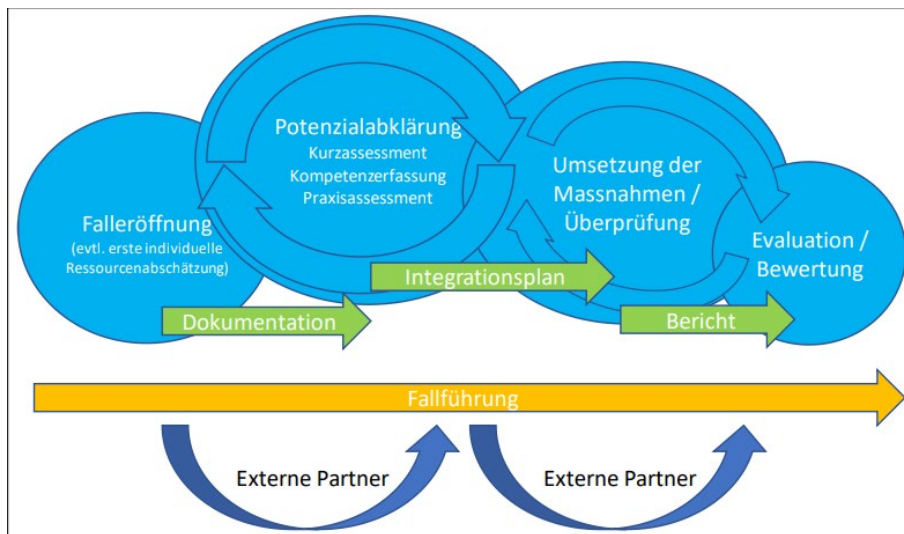 Potenzialabklärung
Kurzassessment
Kompetenzerfassung
Praxisassessment
Umsetzung der
Massnahmen /
Überprüfung
Falleröffnung
(evtl. erste individuelle
Ressourcenabschätzung)
Evaluation /
Bewertung
Integrationsplan
Dokumentation
Bericht
Fallführung
Externe Partner
Externe Partner